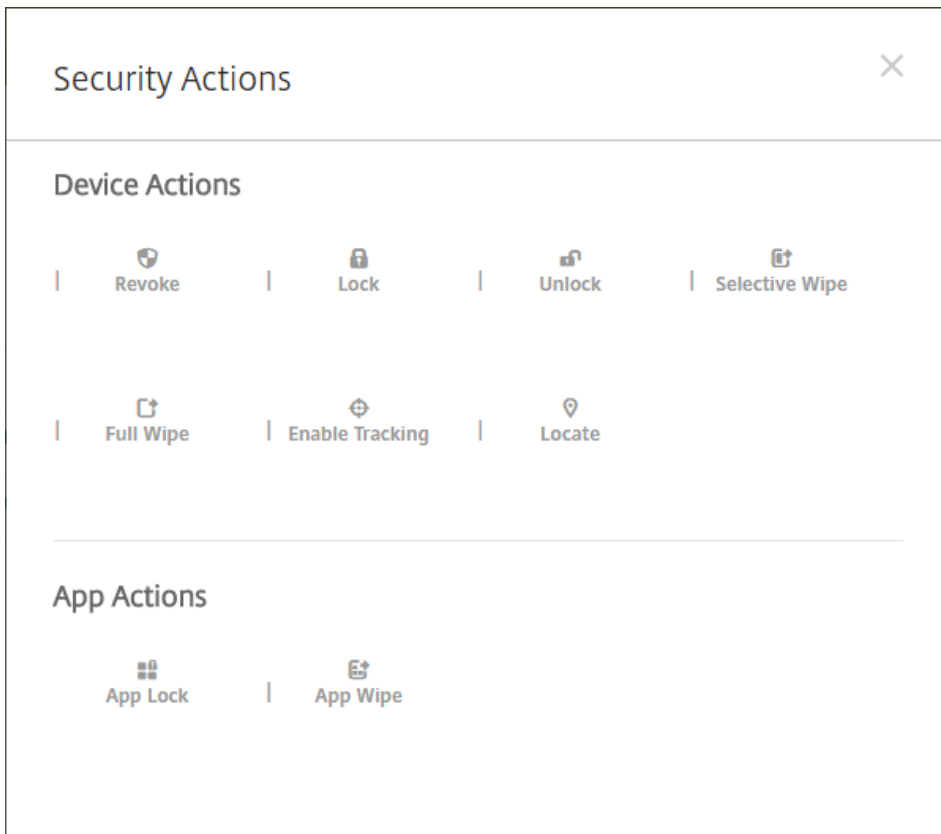 Security Actions
Device Actions
| Revoke | Lock | Unlock | Selective Wipe
| Full Wipe | Enable Tracking | Locate
App Actions
App Lock | App Wipe